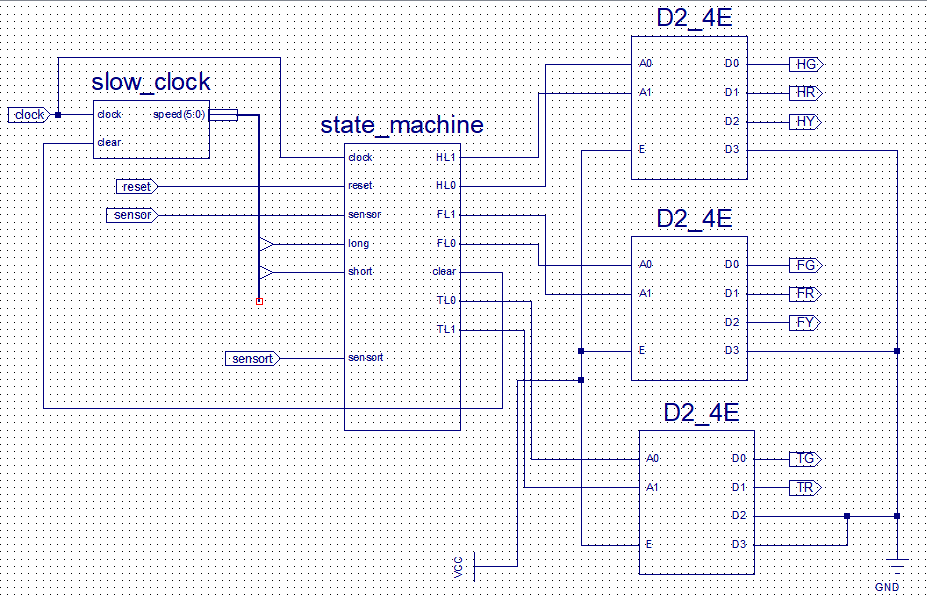 slow_clock
clock
clock
speed(5:0)
clear
reset
sensor
sensort
state_machine
clock
HL1
reset
HL0
sensor
FL1
long
FL0
short
clear
TL0
TL1
sensort
D2_4E
A0
D0
HG
A1
D1
HR
D2
HY
E
D3
D2_4E
A0
D0
FG
A1
D1
FR
D2
FY
E
D3
D2_4E
A0
D0
TG
A1
D1
TR
D2
E
D3
VCC
GND